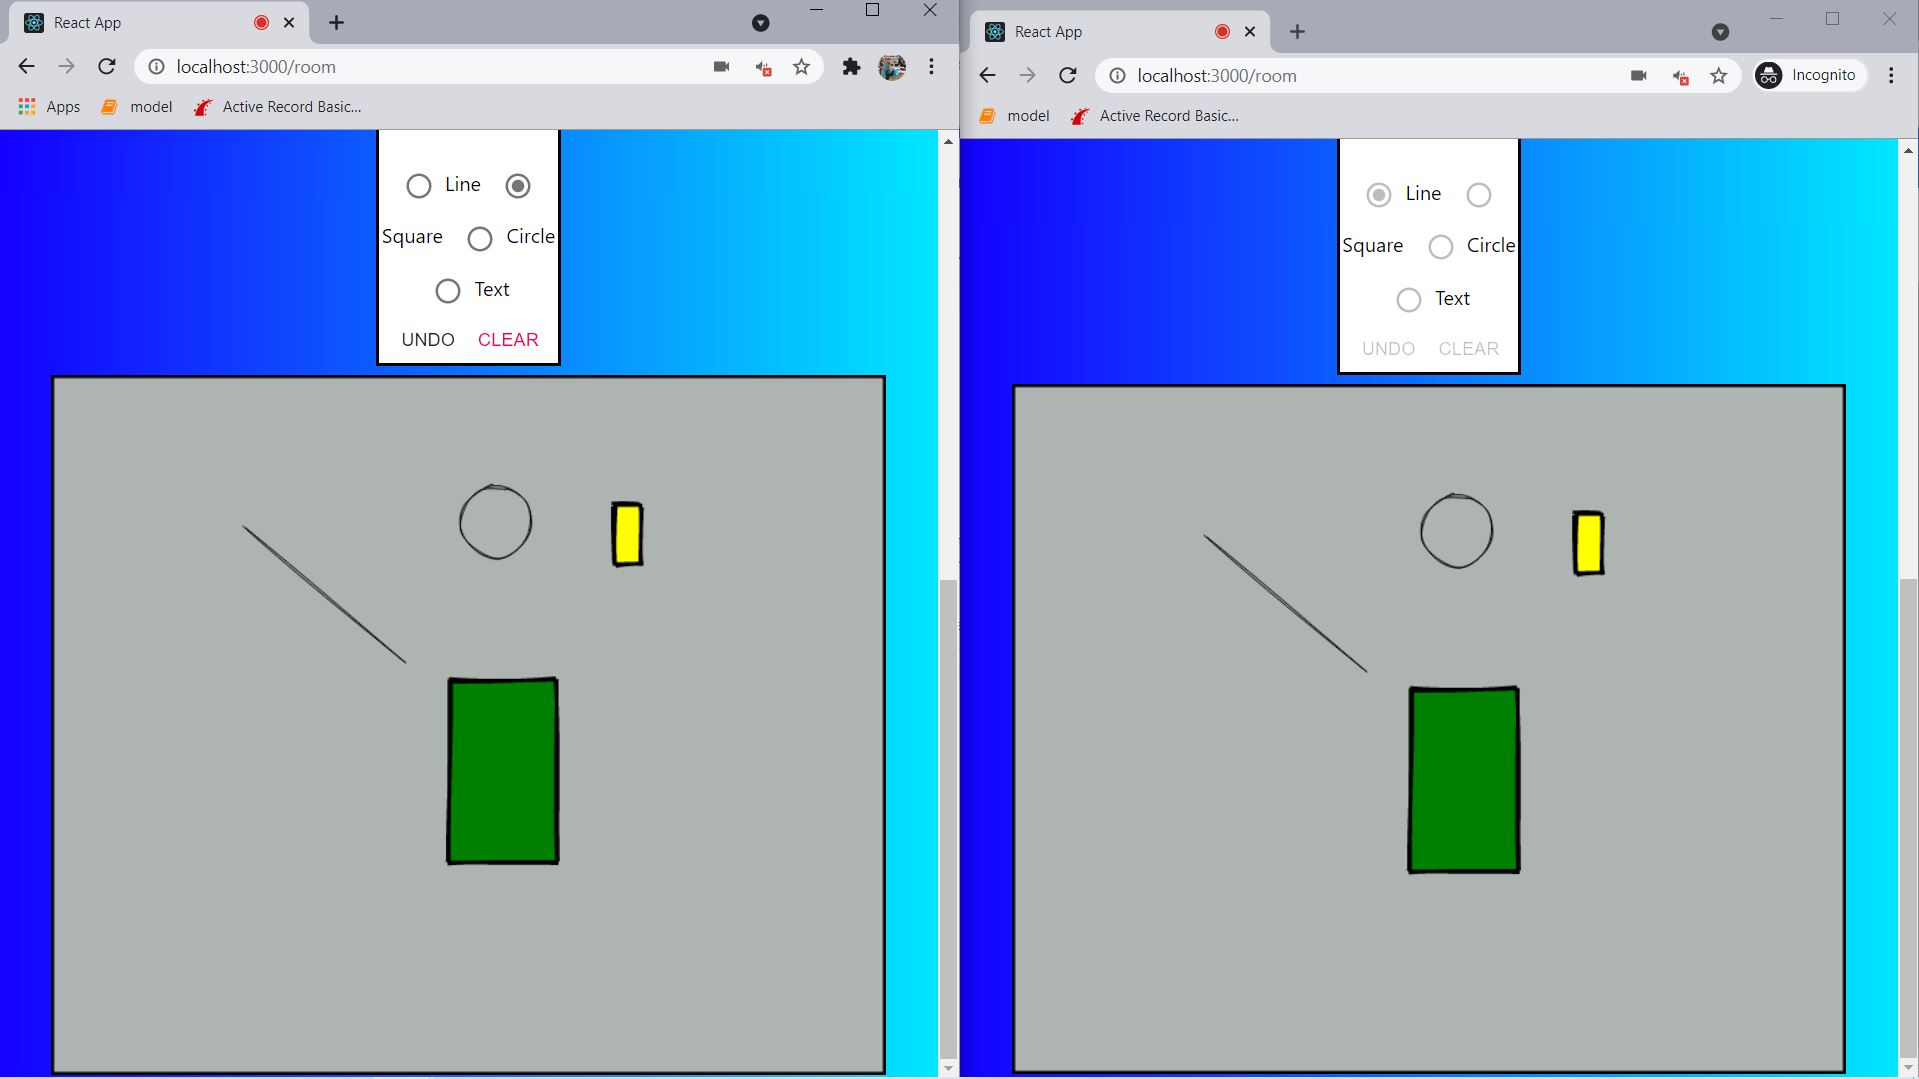 React App
localhost:3000/room
Apps model Active Record Basic...
Line
Square Circle
Text
UNDO CLEAR
React App
localhost:3000/room Incognito
model Active Record Basic...
Line
Square Circle
Text
UNDO CLEAR